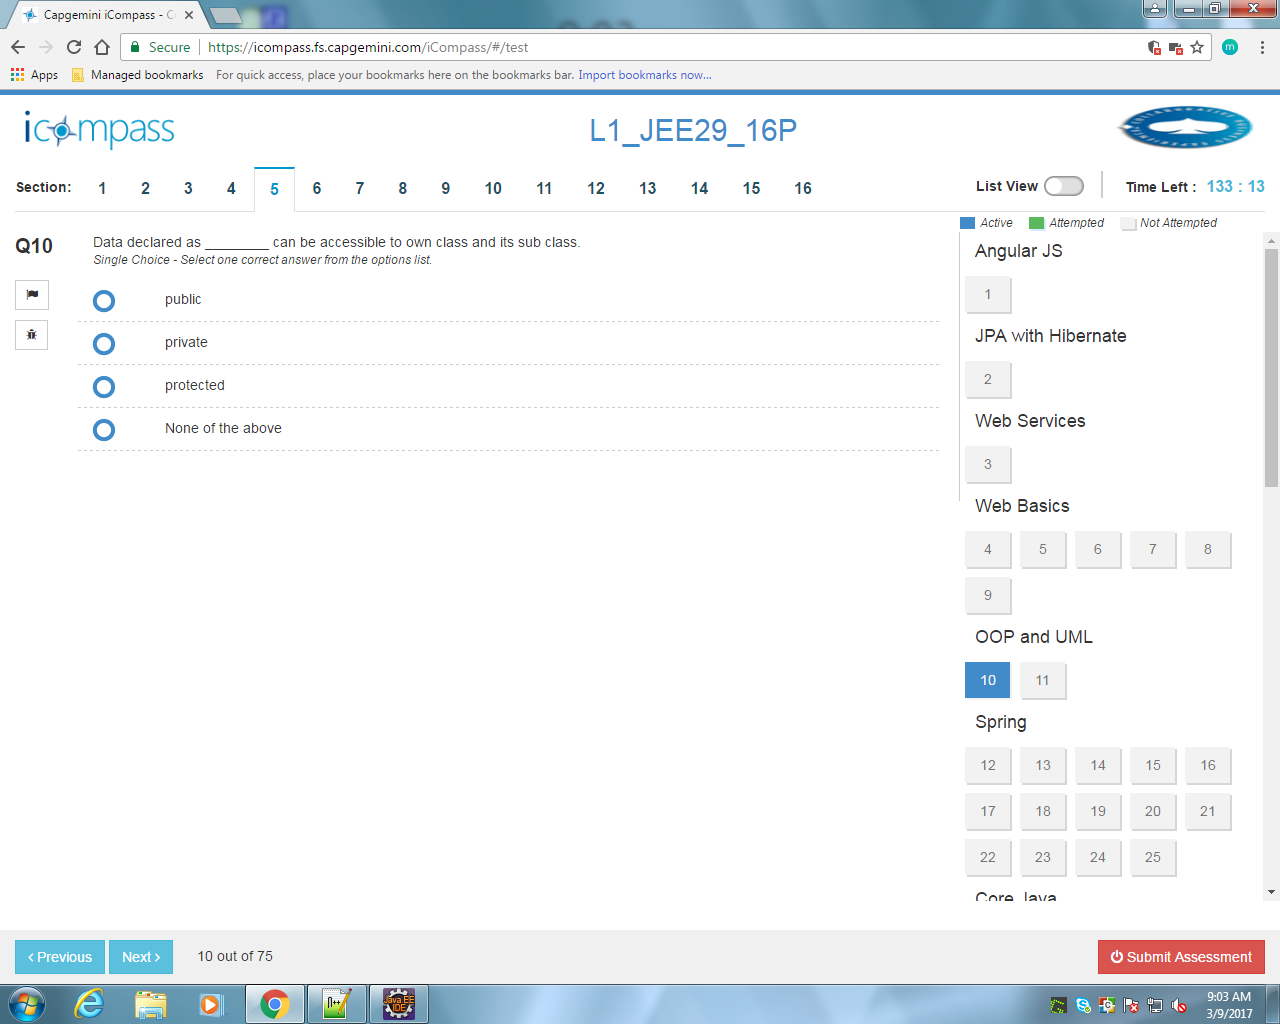 Capgemini iCompass - C
Secure
https://icompass.fs.capgemini.com/iCompass/#/test
m
Apps
Managed bookmarks
For quick access, place your bookmarks here on the bookmarks bar. Import bookmarks now...
icompass
L1_JEE29_16P
Section: 1 2 3 4 5 6 7 8 9 10 11 12 13 14 15 16
List View
Time Left : 133 : 13
Active Attempted Not Attempted
Q10
Data declared as ________ can be accessible to own class and its sub class.
Single Choice - Select one correct answer from the options list.
public
private
protected
None of the above
Angular JS
1
JPA with Hibernate
2
Web Services
3
Web Basics
4 5 6 7 8
9
OOP and UML
10 11
Spring
12 13 14 15 16
17 18 19 20 21
22 23 24 25
Core Java
Previous
Next
10 out of 75
Submit Assessment
n++
Java EE
IDE
9:03 AM
3/9/2017